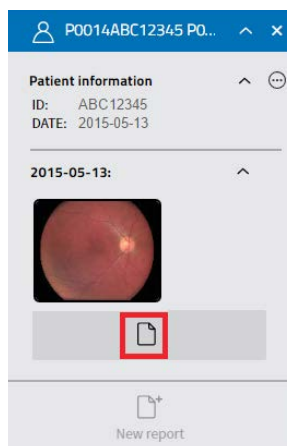 P0014ABC12345 P0...
Patient information
ID: ABC12345
DATE: 2015-05-13
2015-05-13:
New report